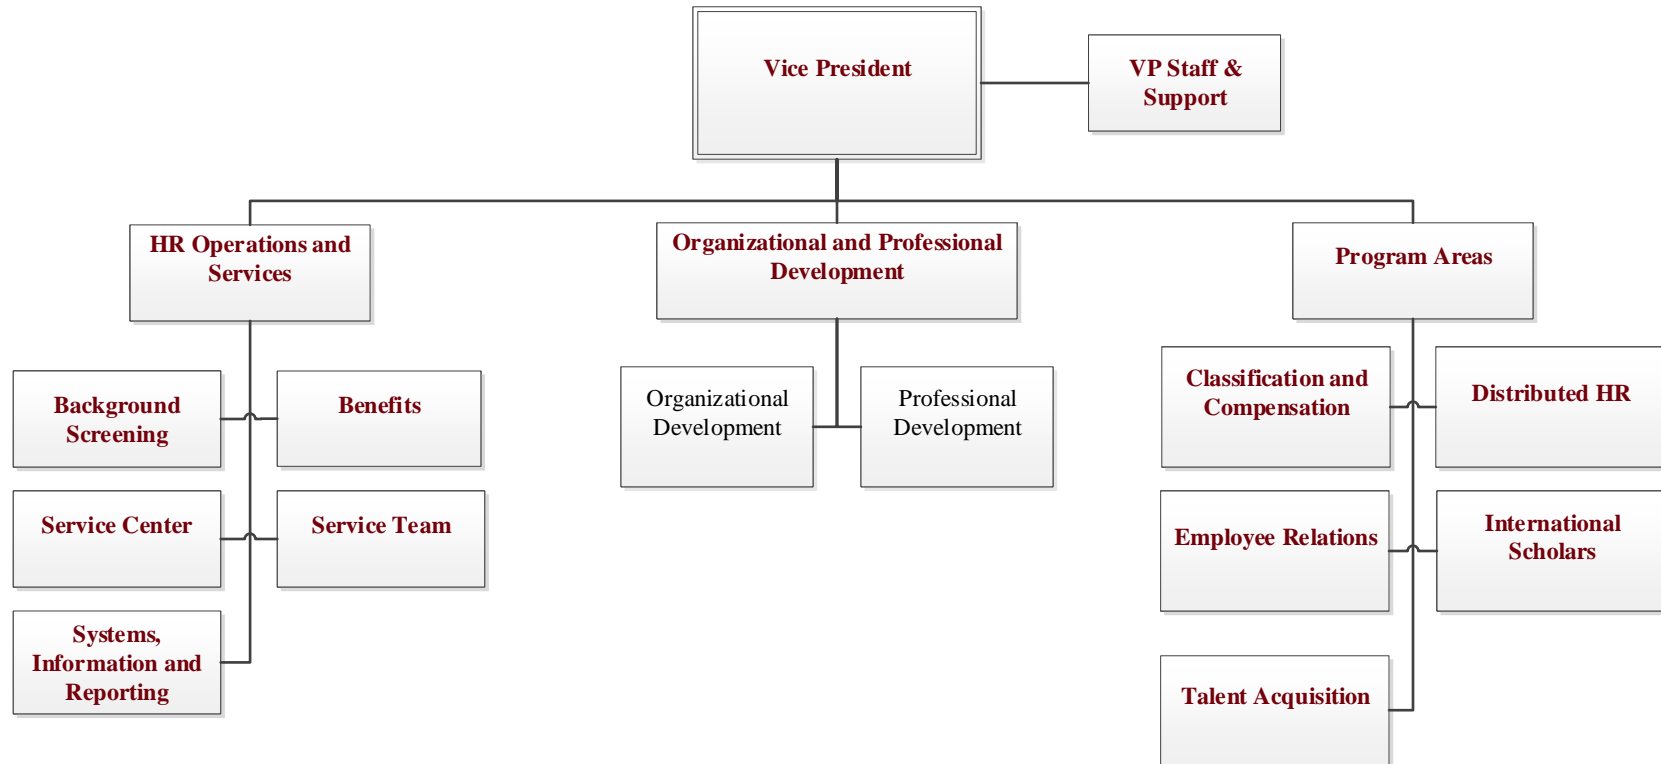 Vice President
VP Staff &
Support
HR Operations and
Services
Organizational and Professional
Development
Program Areas
Background
Screening
Benefits
Service Center
Service Team
Systems,
Information and
Reporting
Organizational
Development
Professional
Development
Classification and
Compensation
Distributed HR
Employee Relations
International
Scholars
Talent Acquisition